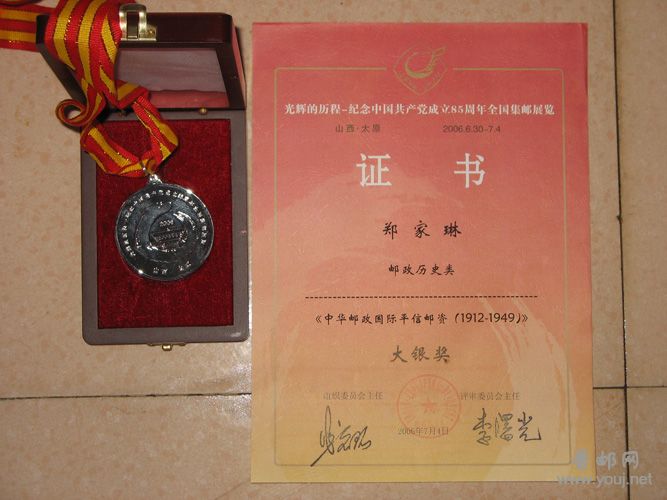 光辉的历程-纪念中国共产党成立85周年全国集邮展览
山西·太原 2006.6.30-7.4
证 书
郑家琳
邮政历史类
《中华邮政国际平信邮资(1912-1949)》
大银奖
组织委员会主任 评审委员会主任
2006年7月4日
李曙光
2006
www.youj.net